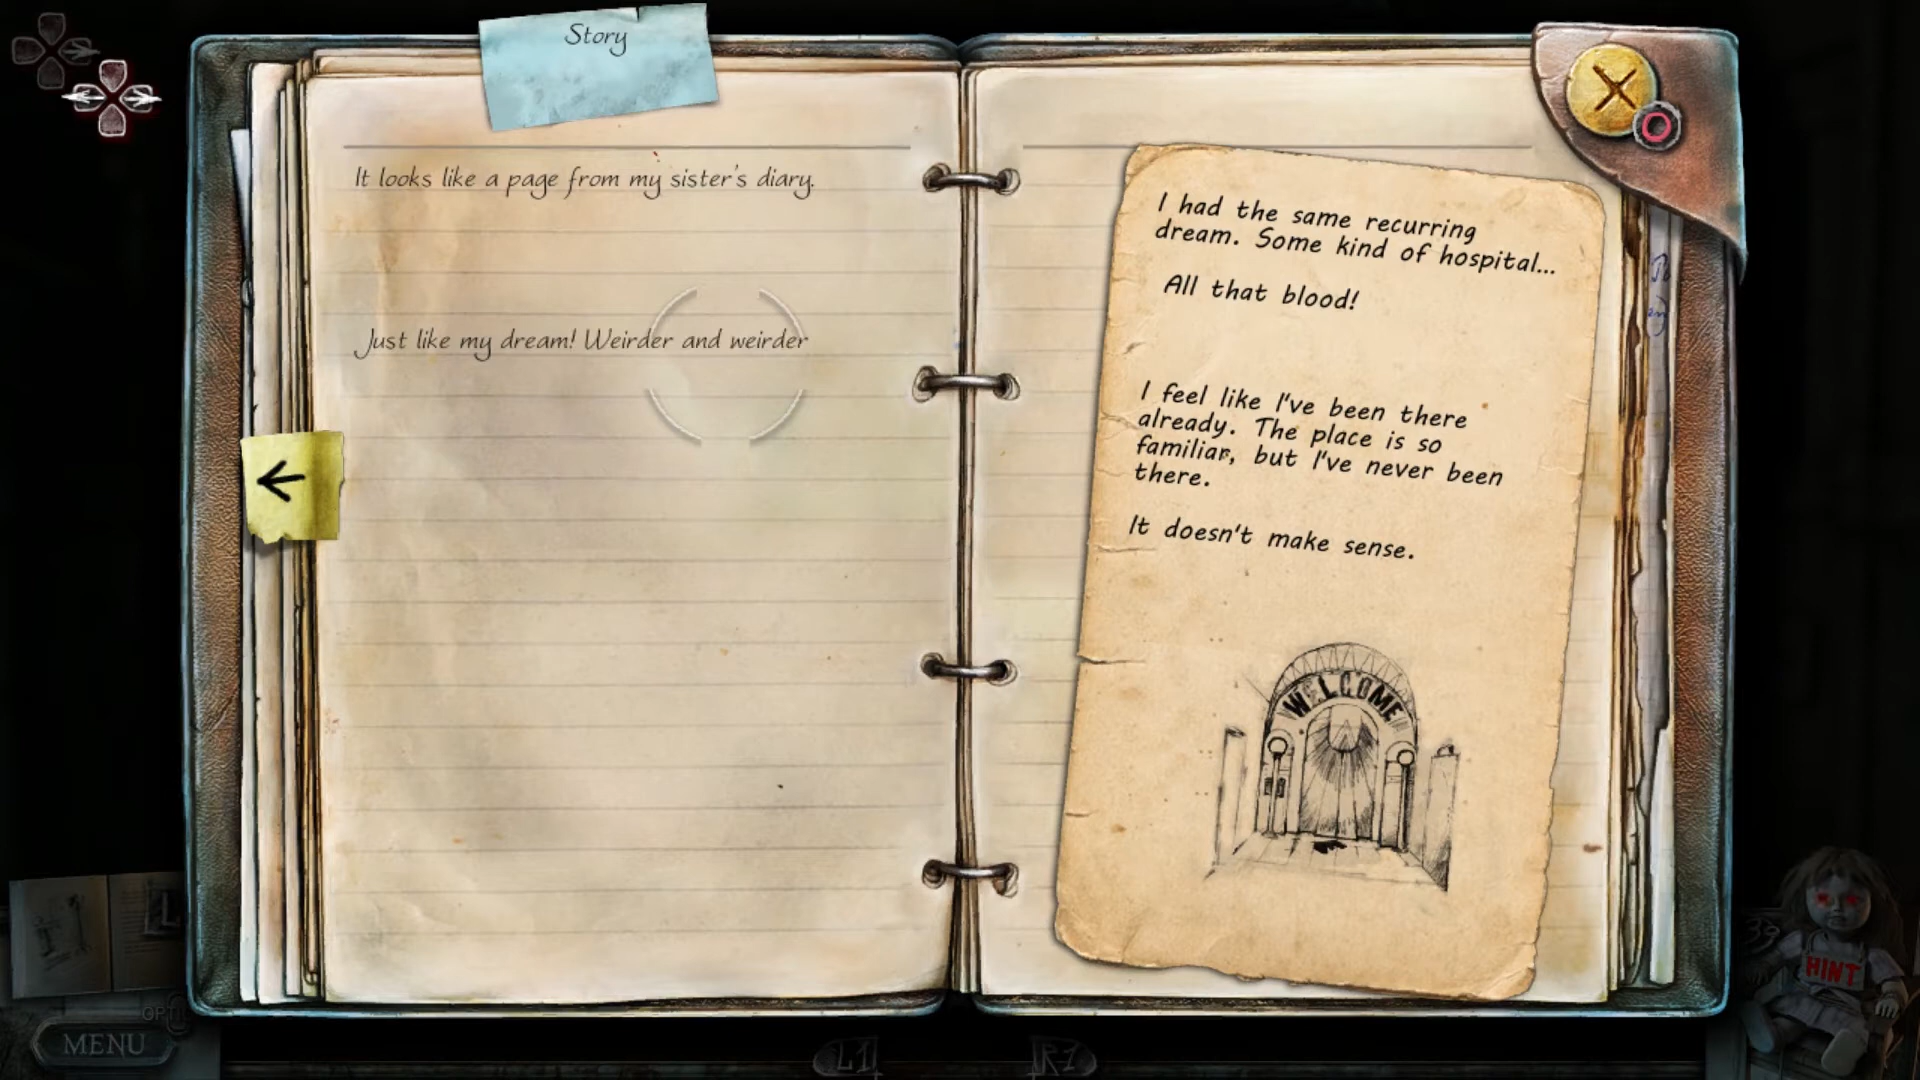 Story
It looks like a page from my sister's diary.
Just like my dream! Weirder and weirder
I had the same recurring
dream. Some kind of hospital...
All that blood!
I feel like I've been there
already. The place is so
familiar, but I've never been
there.
It doesn't make sense.
WELCOME
HINT
MENU
L1
R1